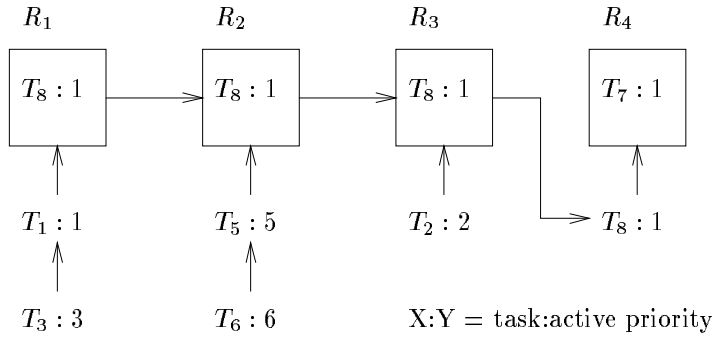 R₁ R₂ R₃ R₄
T₈ : 1 T₈ : 1 T₈ : 1 T₇ : 1
T₁ : 1 T₅ : 5 T₂ : 2 T₈ : 1
T₃ : 3 T₆ : 6 X:Y = task:active priority